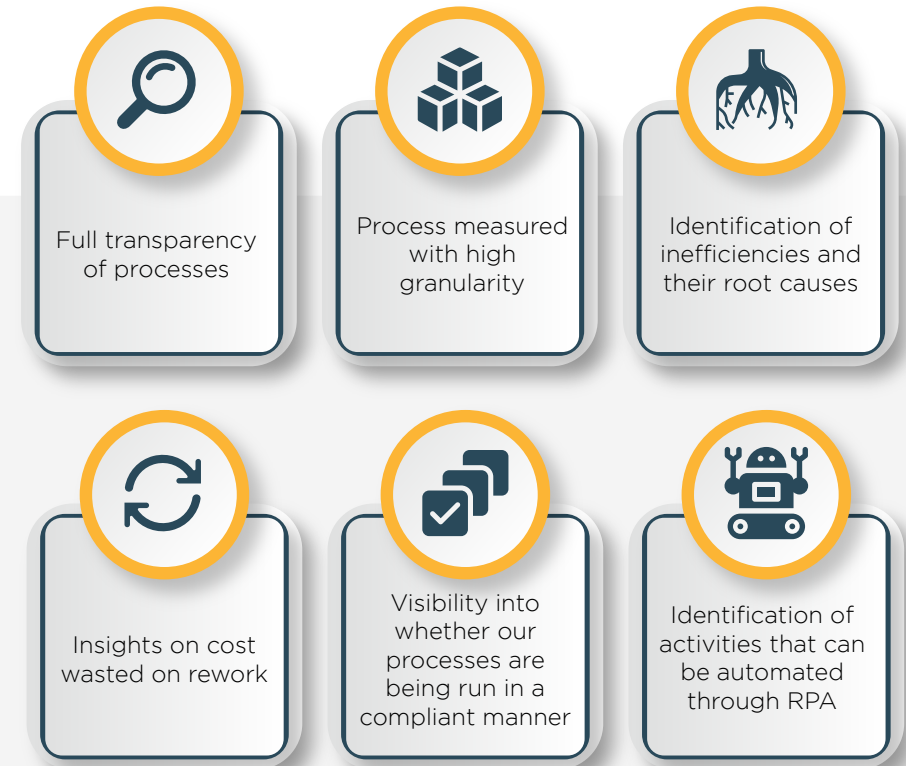 Full transparency
of processes
Process measured
with high
granularity
Identification of
inefficiencies and
their root causes
Insights on cost
wasted on rework
Visibility into
whether our
processes are
being run in a
compliant manner
Identification of
activities that can
be automated
through RPA